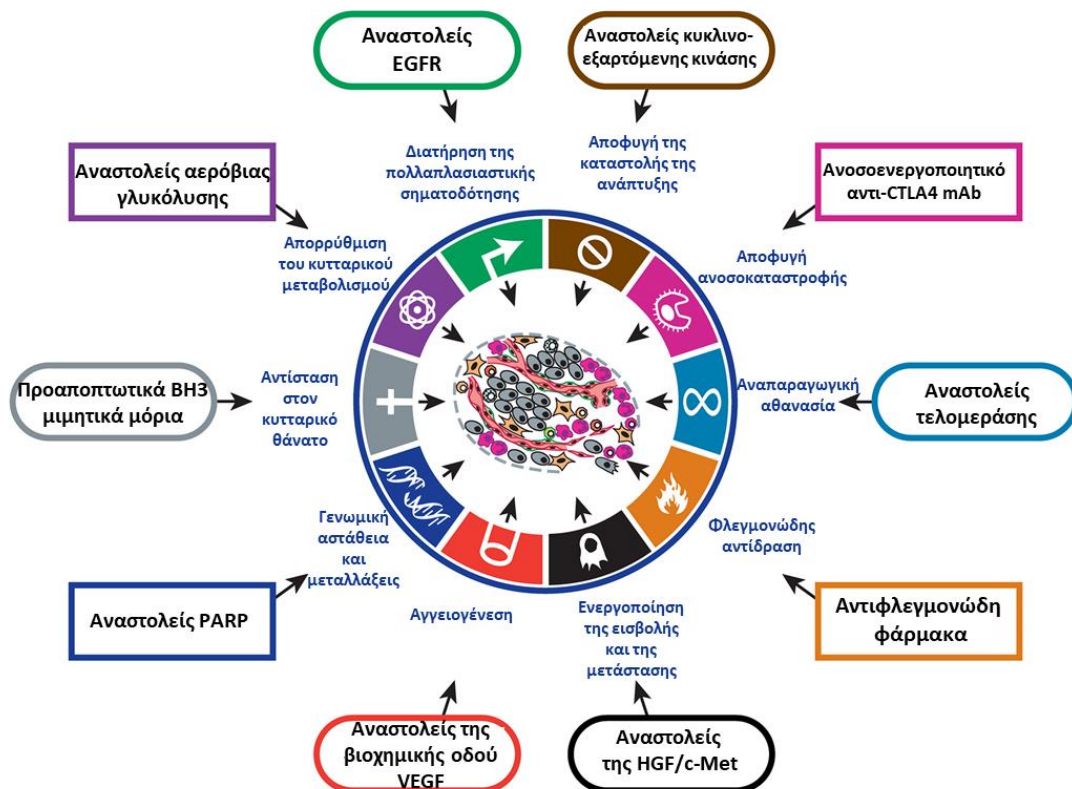 Αναστολείς
EGFR
Αναστολείς κυκλινο-
εξαρτόμενης κινάσης
Διατήρηση της
πολλαπλασιαστικής
σηματοδότησης
Αποφυγή της
καταστολής της
ανάπτυξης
Αναστολείς αερόβιας
γλυκόλυσης
Ανοσοενεργοποιητικό
αντι-CTLA4 mAb
Απορρύθμιση
του κυτταρικού
μεταβολισμού
Αποφυγή
ανοσοκαταστροφής
Προαποπτωτικά BH3
μιμητικά μόρια
Αντίσταση
στον
κυτταρικό
θάνατο
Αναπαραγωγική
αθανασία
Αναστολείς
τελομεράσης
Γενωμική
αστάθεια
και
μεταλλάξεις
Φλεγμονώδης
αντίδραση
Αναστολείς PARP
Αγγειογένεση
Ενεργοποίηση
της εισβολής
και της
μετάστασης
Αντιφλεγμονώδη
φάρμακα
Αναστολείς της
βιοχημικής οδού
VEGF
Αναστολείς
της HGF/c-Met